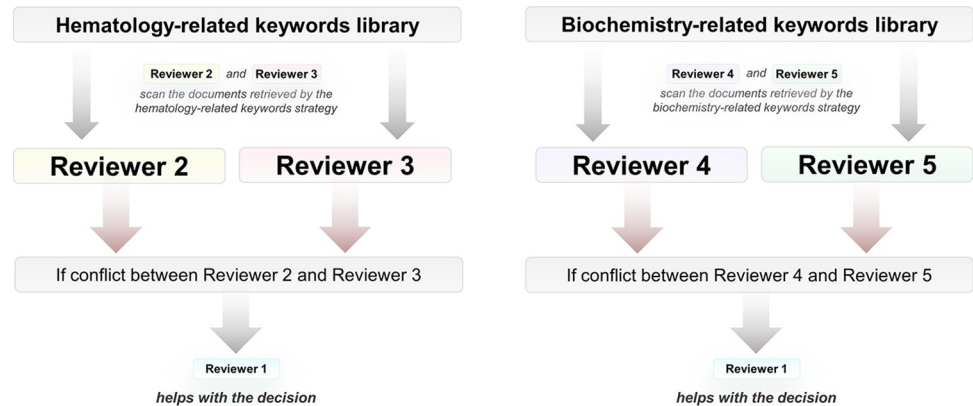 Hematology-related keywords library
Reviewer 2 and Reviewer 3
scan the documents retrieved by the
hematology-related keywords strategy
Reviewer 2
Reviewer 3
If conflict between Reviewer 2 and Reviewer 3
Reviewer 1
helps with the decision
Biochemistry-related keywords library
Reviewer 4 and Reviewer 5
scan the documents retrieved by the
biochemistry-related keywords strategy
Reviewer 4
Reviewer 5
If conflict between Reviewer 4 and Reviewer 5
Reviewer 1
helps with the decision